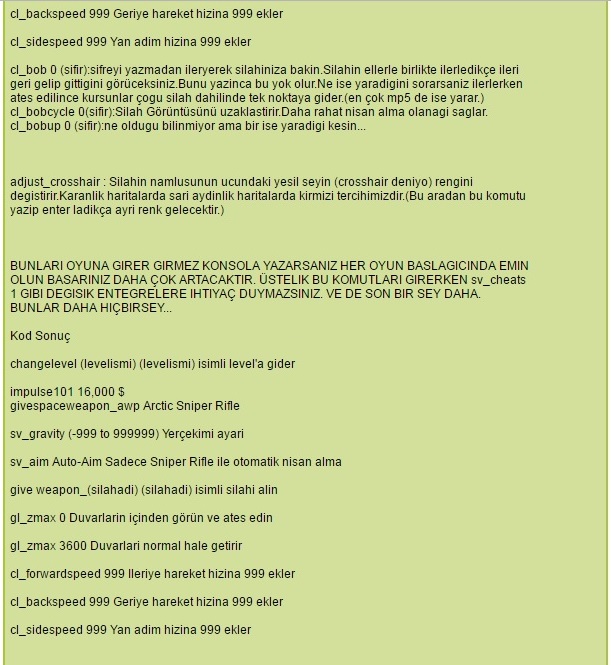 cl_backspeed 999 Geriye hareket hizina 999 ekler
cl_sidespeed 999 Yan adim hizina 999 ekler
cl_bob 0 (sifir):sifreyi yazmadan ileryerek silahiniza bakin.Silahin ellerle birlikte ilerledikçe ileri
geri gelip gittigini görüceksiniz.Bunu yazinca bu yok olur.Ne ise yaradigini sorarsaniz ilerlerken
ates edilince kursunlar çogu silah dahilinde tek noktaya gider.(en çok mp5 de ise yarar.)
cl_bobcycle 0(sifir):Silah Görüntüsünü uzaklastirir.Daha rahat nisan alma olanagi saglar.
cl_bobup 0 (sifir):ne oldugu bilinmiyor ama bir ise yaradigi kesin...
adjust_crosshair : Silahin namlusunun ucundaki yesil seyin (crosshair deniyo) rengini
degistirir.Karanlik haritalarda sari aydinlik haritalarda kirmizi tercihimizdir.(Bu aradan bu komutu
yazip enter ladikça ayri renk gelecektir.)
BUNLARI OYUNA GIRER GIRMEZ KONSOLA YAZARSANIZ HER OYUN BASLAGICINDA EMIN
OLUN BASARINIZ DAHA ÇOK ARTACAKTIR. ÜSTELIK BU KOMUTLARI GIRERKEN sv_cheats
1 GIBI DEGISIK ENTEGRELERE IHTIYAÇ DUYMAZSINIZ. VE DE SON BIR SEY DAHA.
BUNLAR DAHA HIÇBIRSEY...
Kod Sonuç
changelevel (levelismi) (levelismi) isimli level'a gider
impulse101 16,000 $
givespaceweapon_awp Arctic Sniper Rifle
sv_gravity (-999 to 999999) Yerçekimi ayari
sv_aim Auto-Aim Sadece Sniper Rifle ile otomatik nisan alma
give weapon_(silahadi) (silahadi) isimli silahi alin
gl_zmax 0 Duvarlarin içinden görün ve ates edin
gl_zmax 3600 Duvarlari normal hale getirir
cl_forwardspeed 999 Ileriye hareket hizina 999 ekler
cl_backspeed 999 Geriye hareket hizina 999 ekler
cl_sidespeed 999 Yan adim hizina 999 ekler